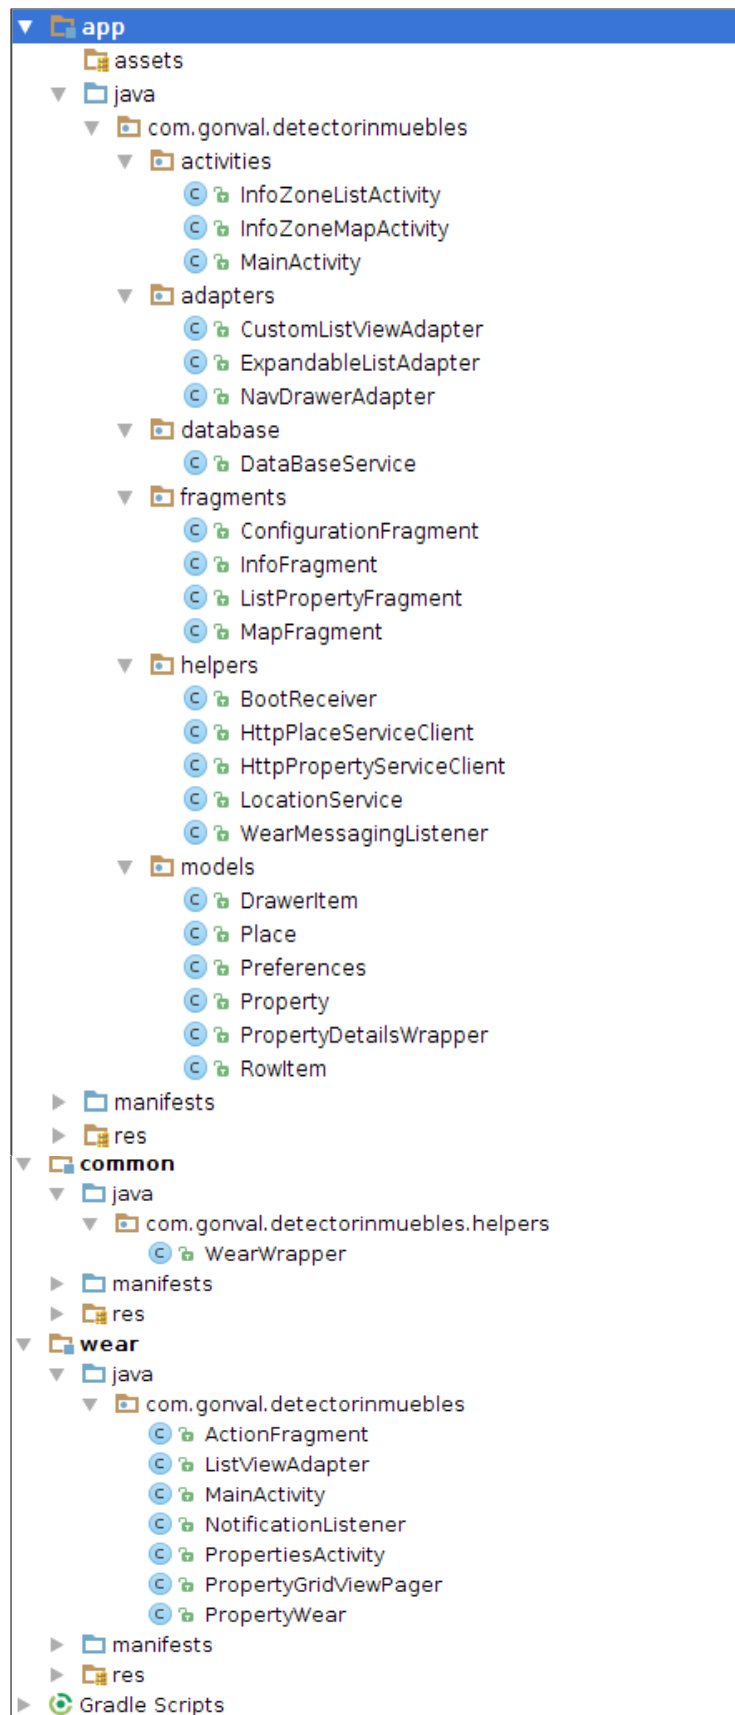 app
assets
java
com.gonval.detectorinmuebles
activities
InfoZoneListActivity
InfoZoneMapActivity
MainActivity
adapters
CustomListViewAdapter
ExpandableListAdapter
NavDrawerAdapter
database
DataBaseService
fragments
ConfigurationFragment
InfoFragment
ListPropertyFragment
MapFragment
helpers
BootReceiver
HttpPlaceServiceClient
HttpPropertyServiceClient
LocationService
WearMessagingListener
models
DrawerItem
Place
Preferences
Property
PropertyDetailsWrapper
RowItem
manifests
res
common
java
com.gonval.detectorinmuebles.helpers
WearWrapper
manifests
res
wear
java
com.gonval.detectorinmuebles
ActionFragment
ListViewAdapter
MainActivity
NotificationListener
PropertiesActivity
PropertyGridViewPager
PropertyWear
manifests
res
Gradle Scripts